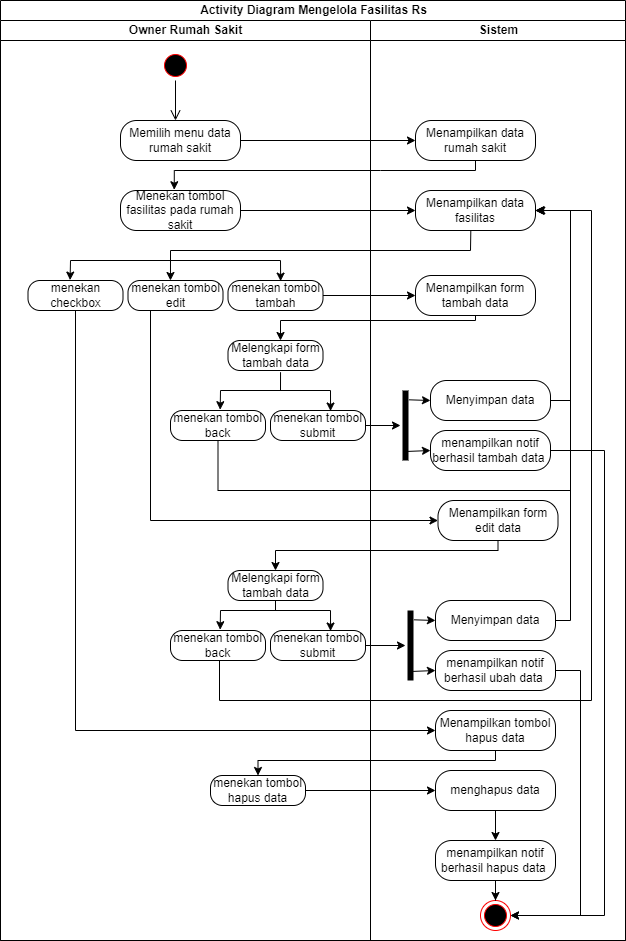 Activity Diagram Mengelola Fasilitas Rs
Owner Rumah Sakit
Sistem
Memilih menu data
rumah sakit
Menampilkan data
rumah sakit
Menekan tombol
fasilitas pada rumah
sakit
Menampilkan data
fasilitas
menekan
checkbox
menekan tombol
edit
menekan tombol
tambah
Menampilkan form
tambah data
Melengkapi form
tambah data
menekan tombol
back
menekan tombol
submit
Menyimpan data
menampilkan notif
berhasil tambah data
Menampilkan form
edit data
Melengkapi form
tambah data
menekan tombol
back
menekan tombol
submit
Menyimpan data
menampilkan notif
berhasil ubah data
Menampilkan tombol
hapus data
menekan tombol
hapus data
menghapus data
menampilkan notif
berhasil hapus data